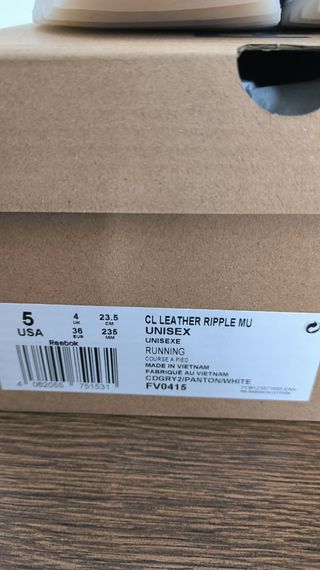 5 4 23.5 CL LEATHER RIPPLE MU
USA UK CM UNISEX
36 235 UNISEXE
EUR MM RUNNING
Reebok COURSE A PIED
MADE IN VIETNAM
FABRIQUÉ AU VIETNAM
CDGRY2/PANTON/WHITE
4 062055 751531 FV0415